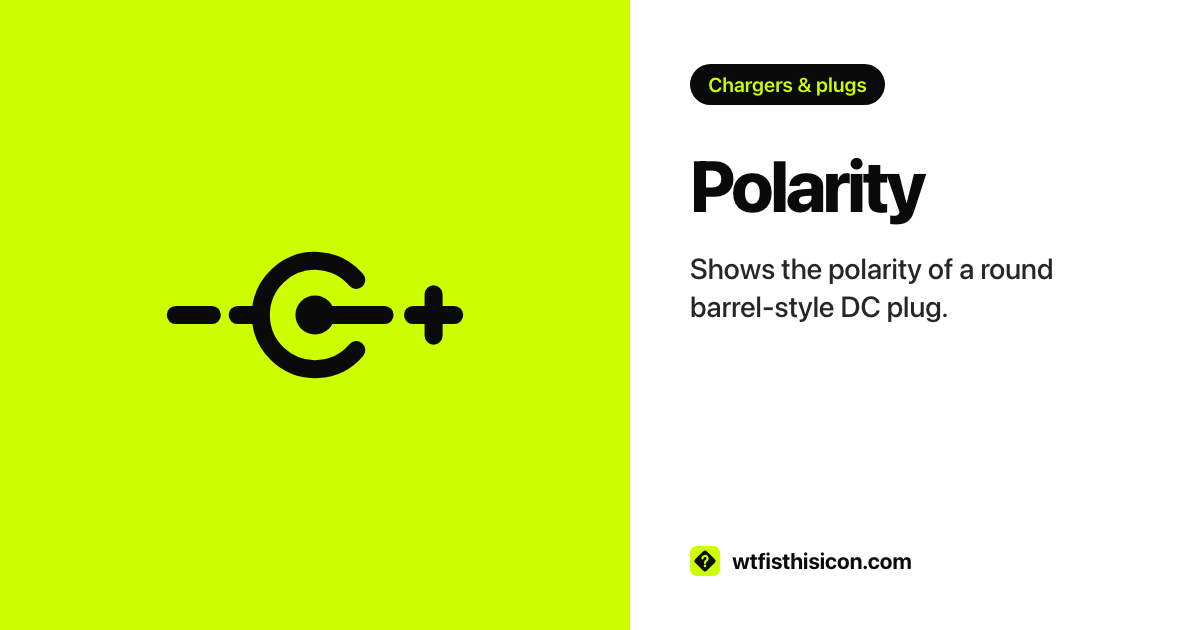 Chargers & plugs
Polarity
Shows the polarity of a round
barrel-style DC plug.
wtfisthisicon.com